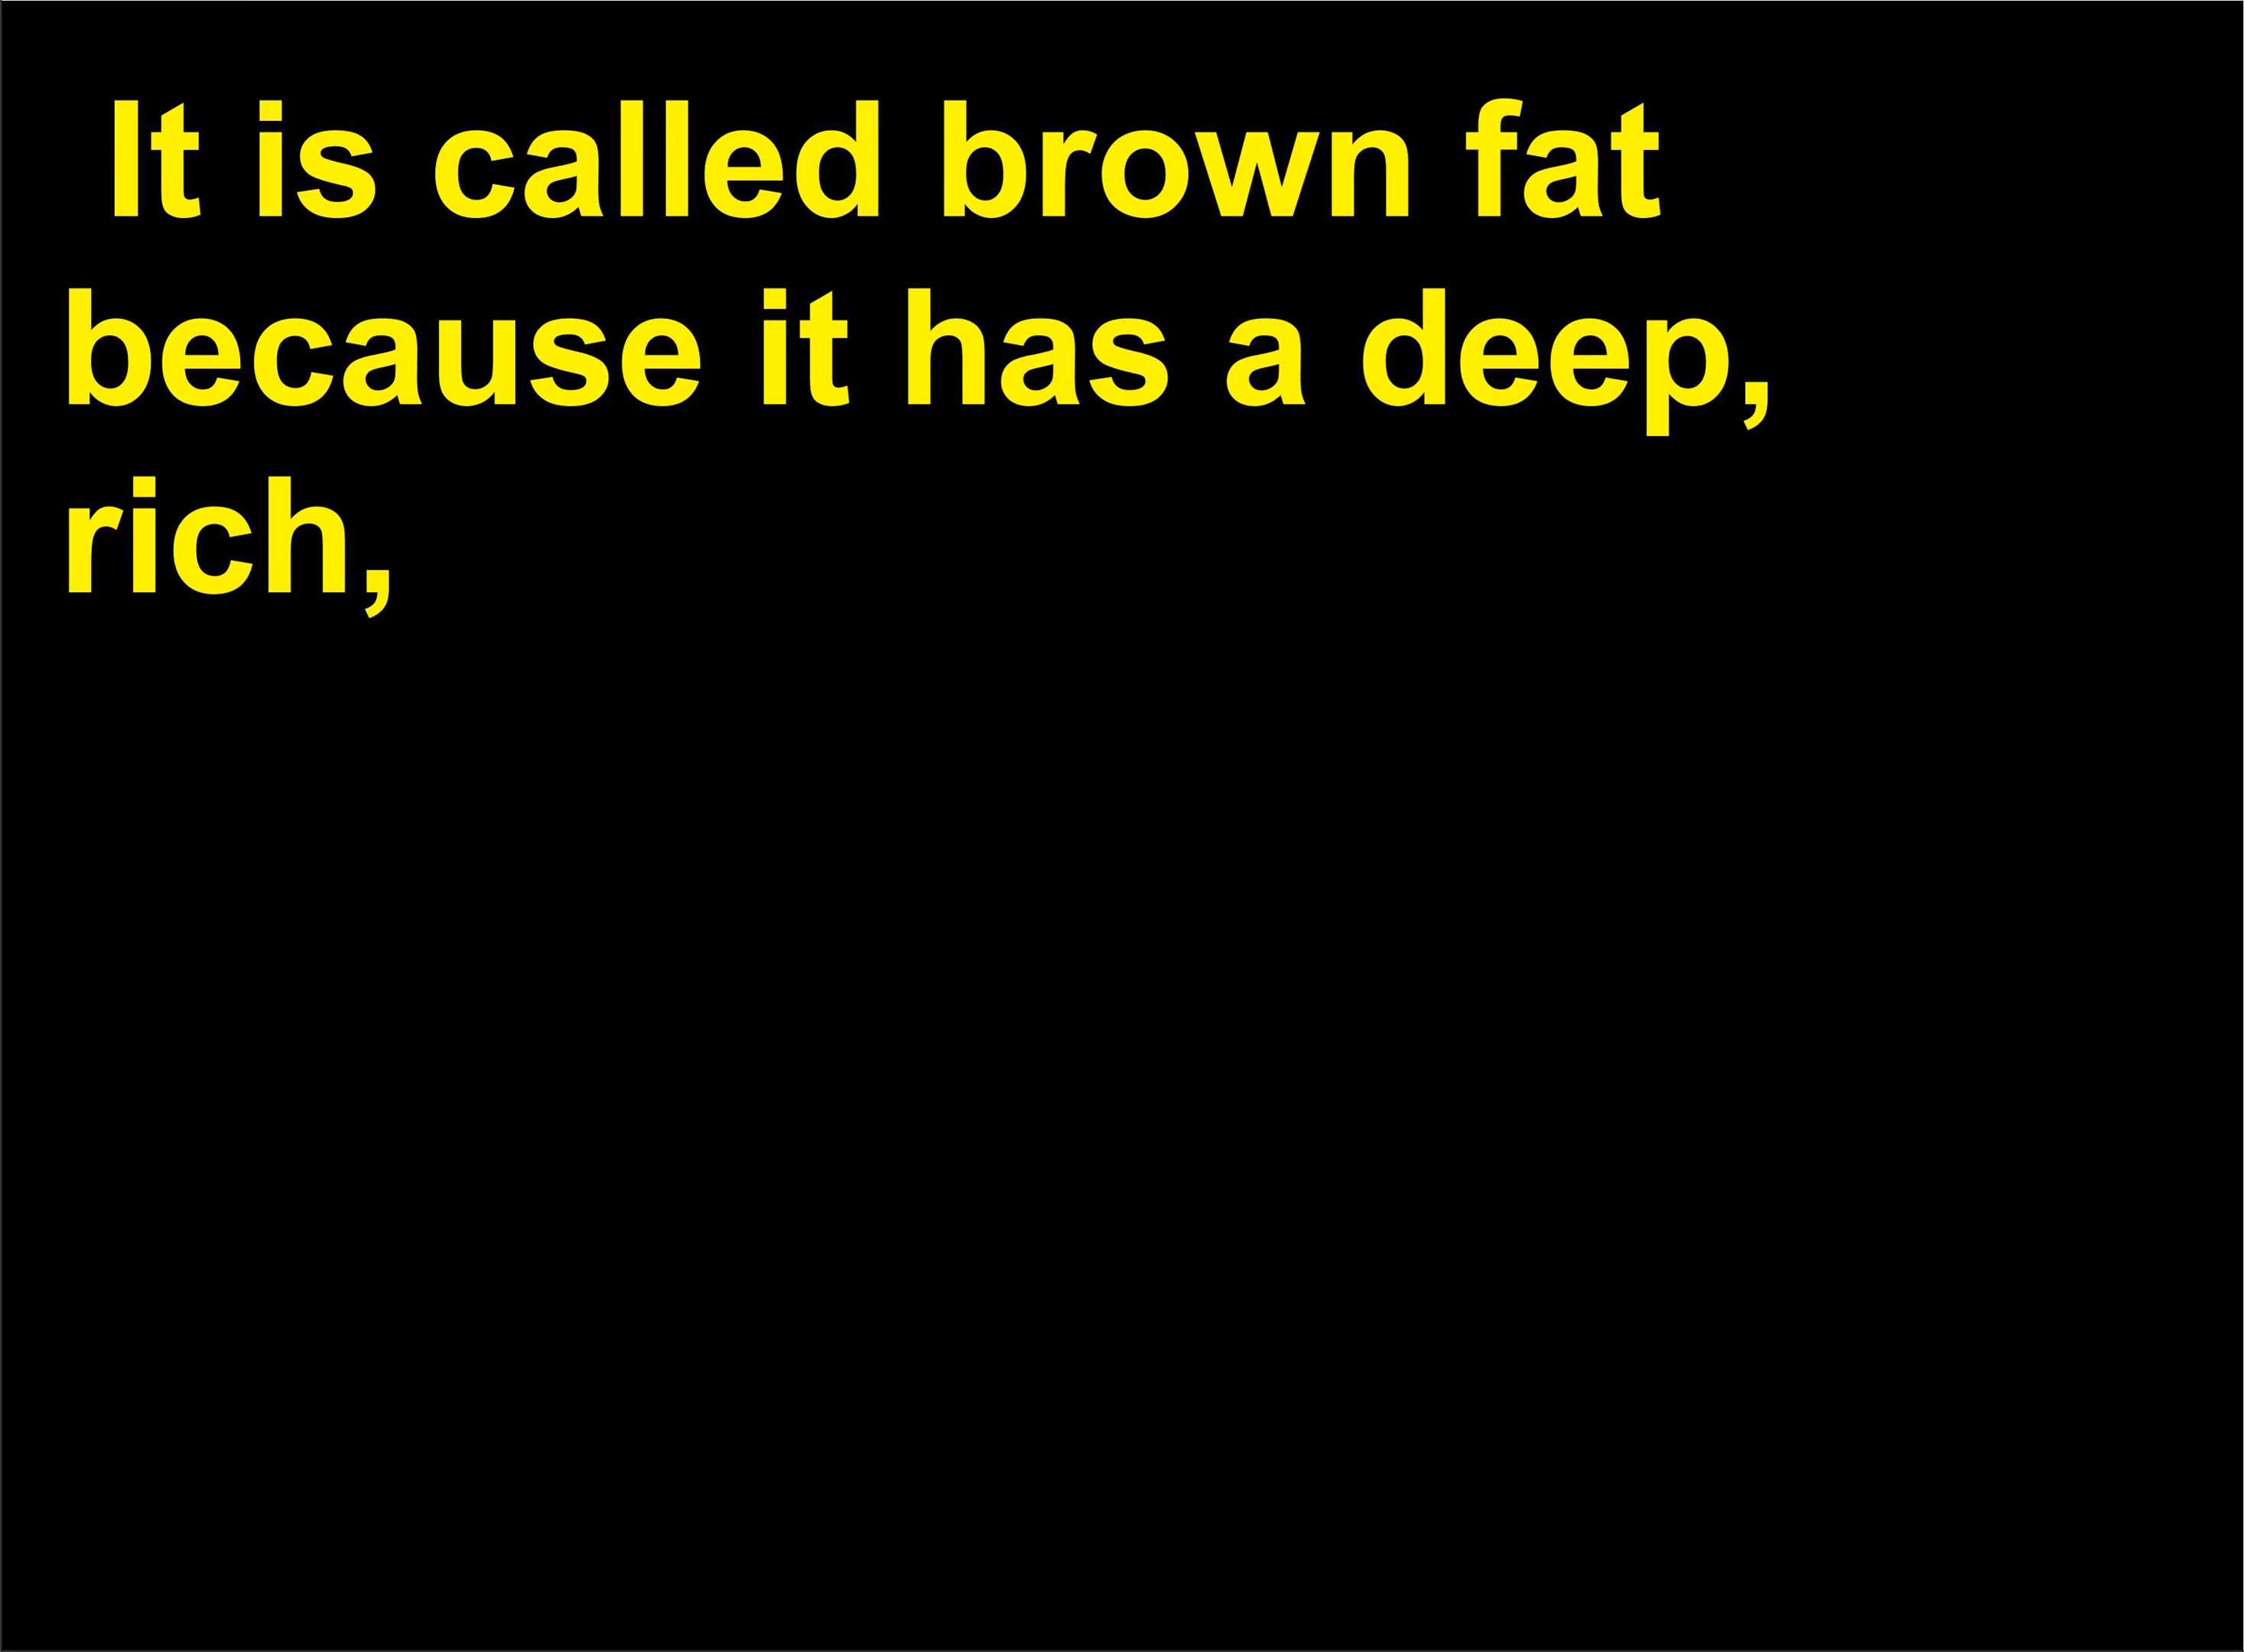 It is called brown fat
because it has a deep,
rich,